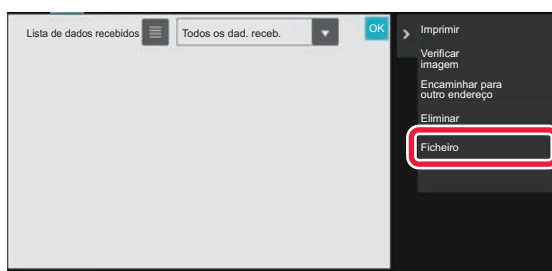 Lista de dados recebidos
Todos os dad. receb.
OK
Imprimir
Verificar
imagem
Encaminhar para
outro endereço
Eliminar
Ficheiro